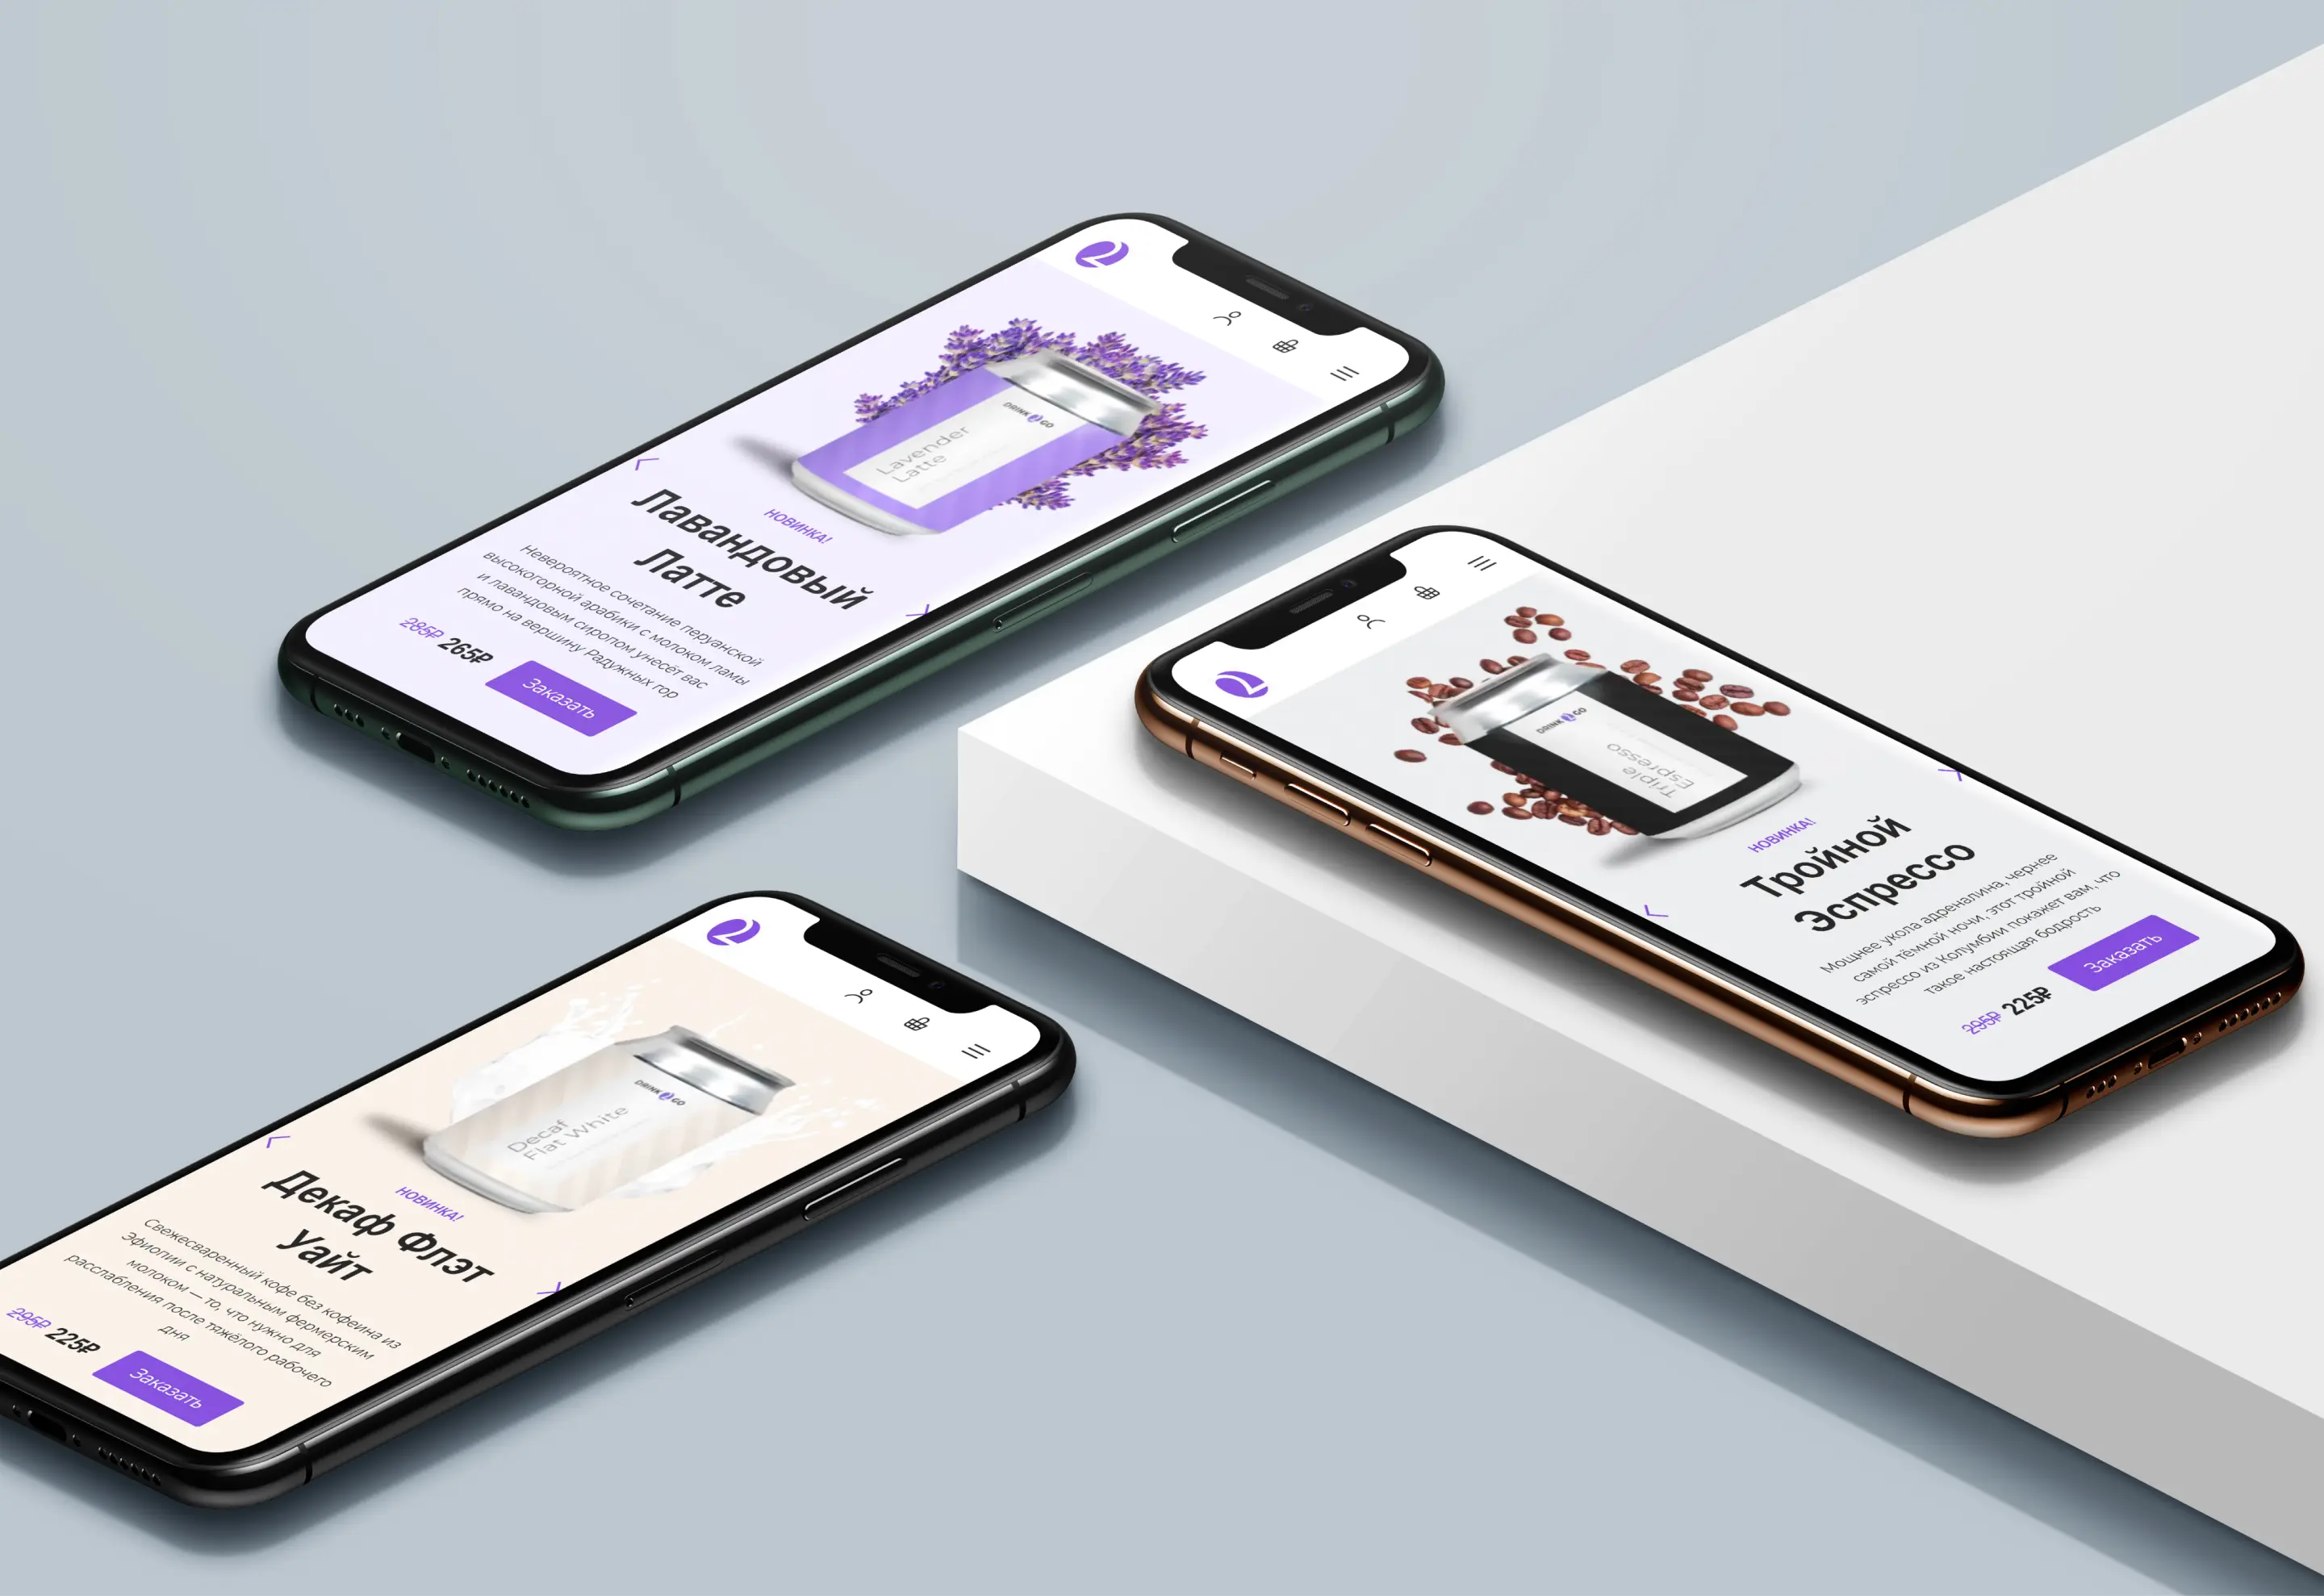 DRINK 2 GO
Lavender
Latte
НОВИНКА!
Лавандовый
Латте
Невероятное сочетание перуанской
высокогорной арабики с молоком ламы
и лавандовым сиропом унесёт вас
прямо на вершину Радужных гор
285₽ 265₽
Заказать
DRINK 2 GO
Triple
Espresso
НОВИНКА!
Тройной
Эспрессо
Мощнее укола адреналина, чернее
самой тёмной ночи, этот тройной
эспрессо из Колумбии покажет вам, что
такое настоящая бодрость
295₽ 225₽
Заказать
DRINK 2 GO
Decaf
Flat White
НОВИНКА!
Декаф Флэт
Уайт
Свежесваренный кофе без кофеина из
Эфиопии с натуральным фермерским
молоком — то, что нужно для
расслабления после тяжёлого рабочего
дня
295₽ 225₽
Заказать